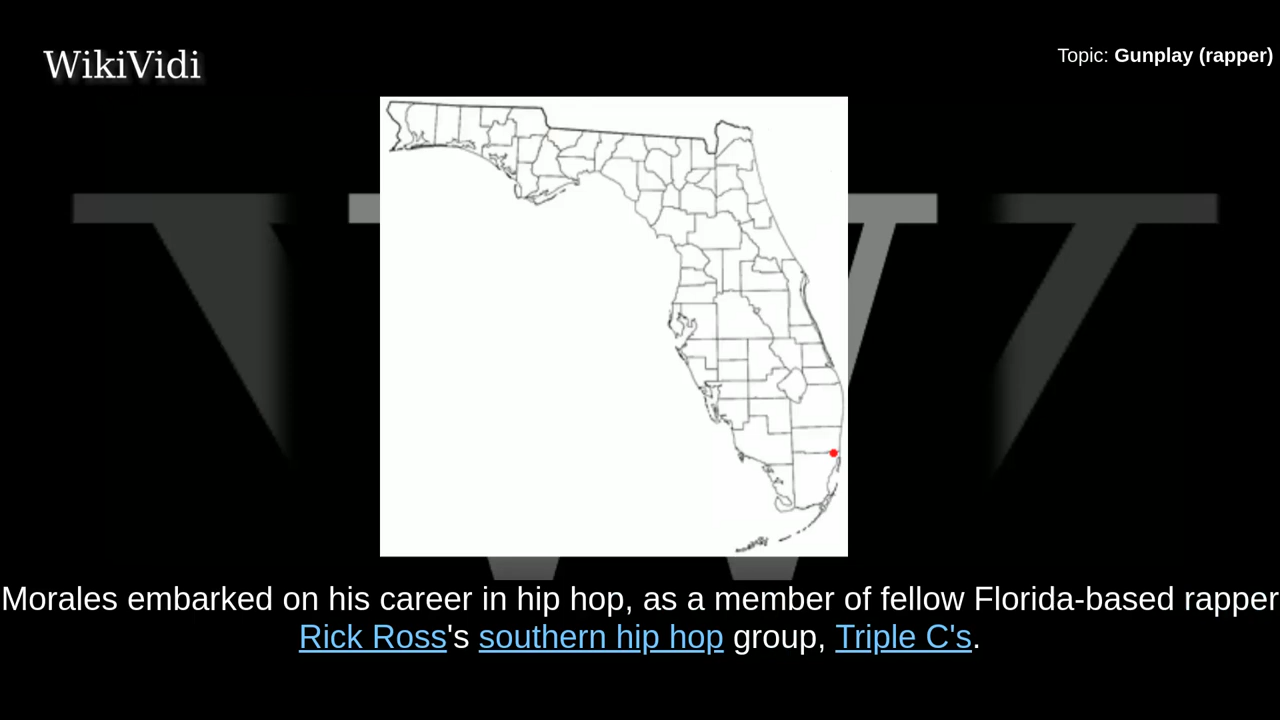 WikiVidi
Topic: Gunplay (rapper)
Morales embarked on his career in hip hop, as a member of fellow Florida-based rapper
Rick Ross's southern hip hop group, Triple C's.